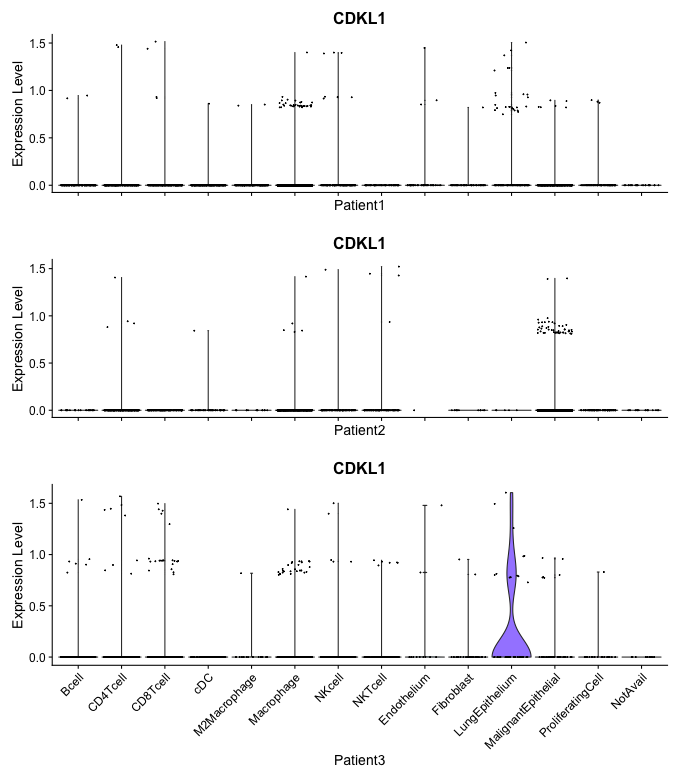 CDKL1
Expression Level
1.5
1.0
0.5
0.0
Patient1
CDKL1
Expression Level
1.5
1.0
0.5
0.0
Patient2
CDKL1
Expression Level
1.5
1.0
0.5
0.0
Bcell
CD4Tcell
CD8Tcell
cDC
M2Macrophage
Macrophage
NKcell
NKTcell
Endothelium
Fibroblast
LungEpithelium
MalignantEpithelial
ProliferatingCell
NotAvail
Patient3